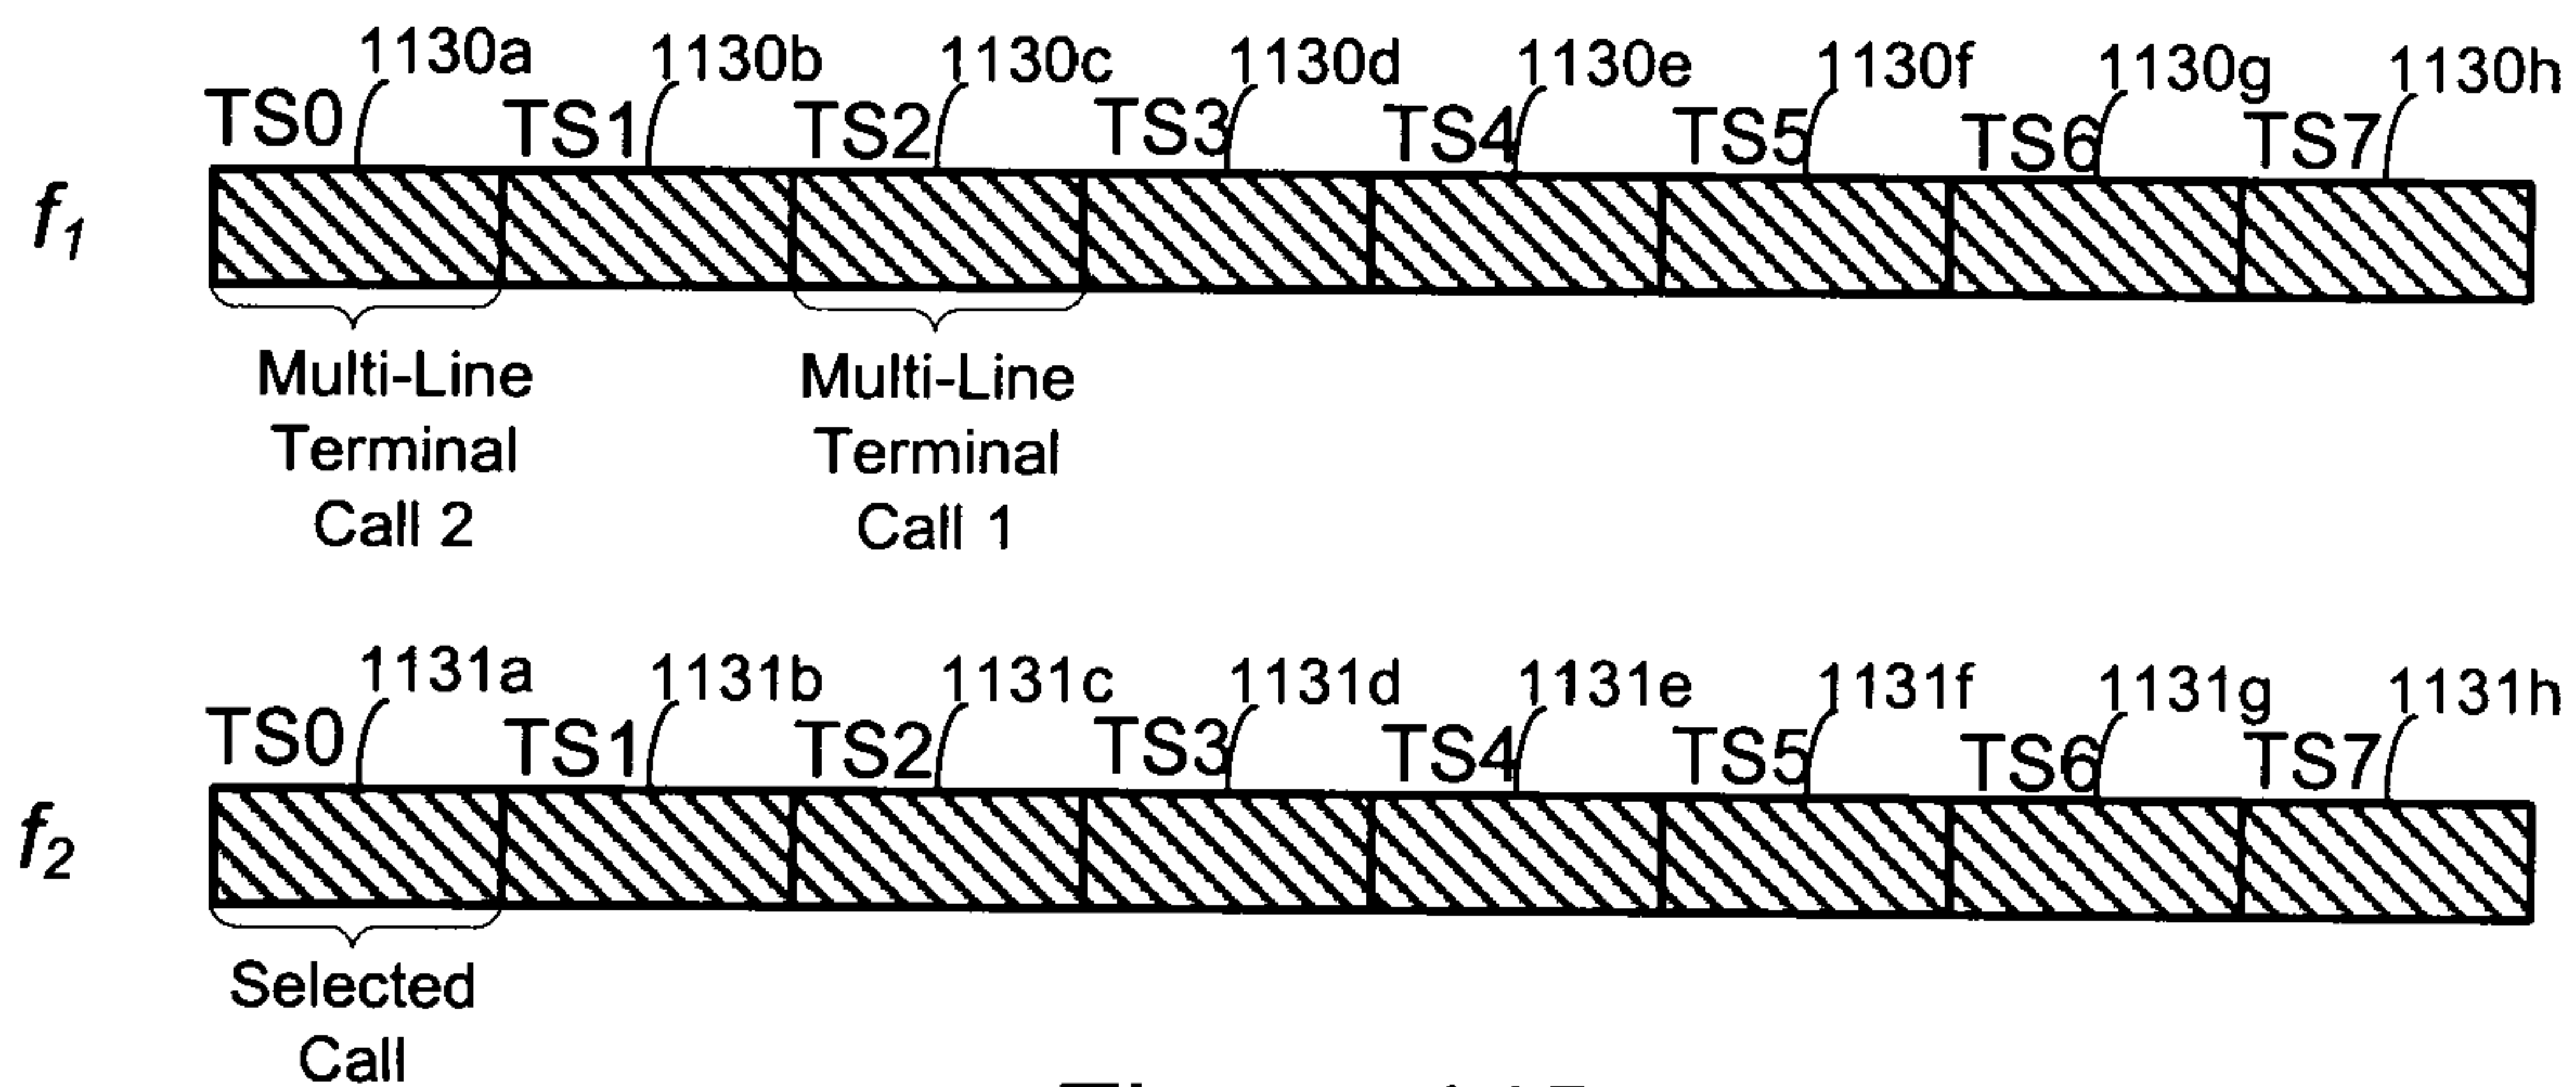 1130a 1130b 1130c 1130d 1130e 1130f 1130g 1130h
TS0 TS1 TS2 TS3 TS4 TS5 TS6 TS7
f1
Multi-Line
Terminal
Call 2
Multi-Line
Terminal
Call 1
1131a 1131b 1131c 1131d 1131e 1131f 1131g 1131h
TS0 TS1 TS2 TS3 TS4 TS5 TS6 TS7
f2
Selected
Call